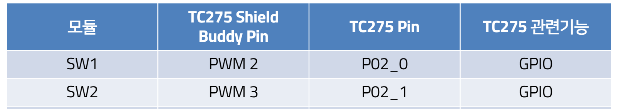 모듈 TC275 Shield Buddy Pin TC275 Pin TC275 관련기능
SW1 PWM 2 P02_0 GPIO
SW2 PWM 3 P02_1 GPIO